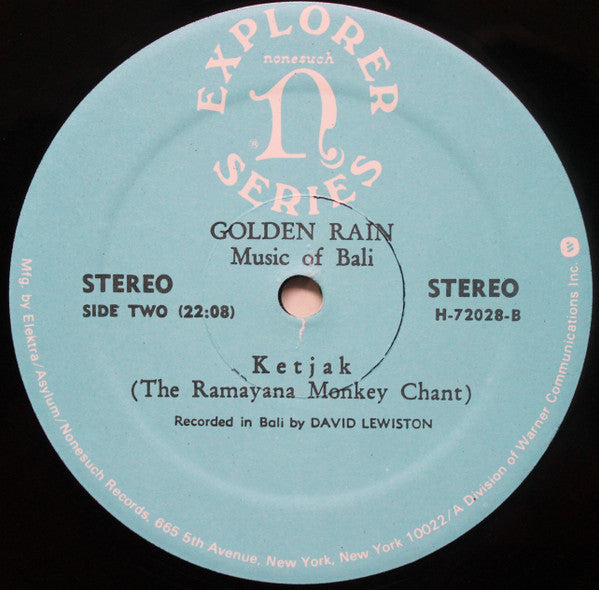 EXPLORER
nonesuch
n
®
SERIES
GOLDEN RAIN
Music of Bali
STEREO
SIDE TWO (22:08)
STEREO
H-72028-B
Ketjak
(The Ramayana Monkey Chant)
Recorded in Bali by DAVID LEWISTON
Mfg. by Elektra/Asylum/Nonesuch Records, 665 5th Avenue, New York, New York 10022/A Division of Warner Communications Inc. W